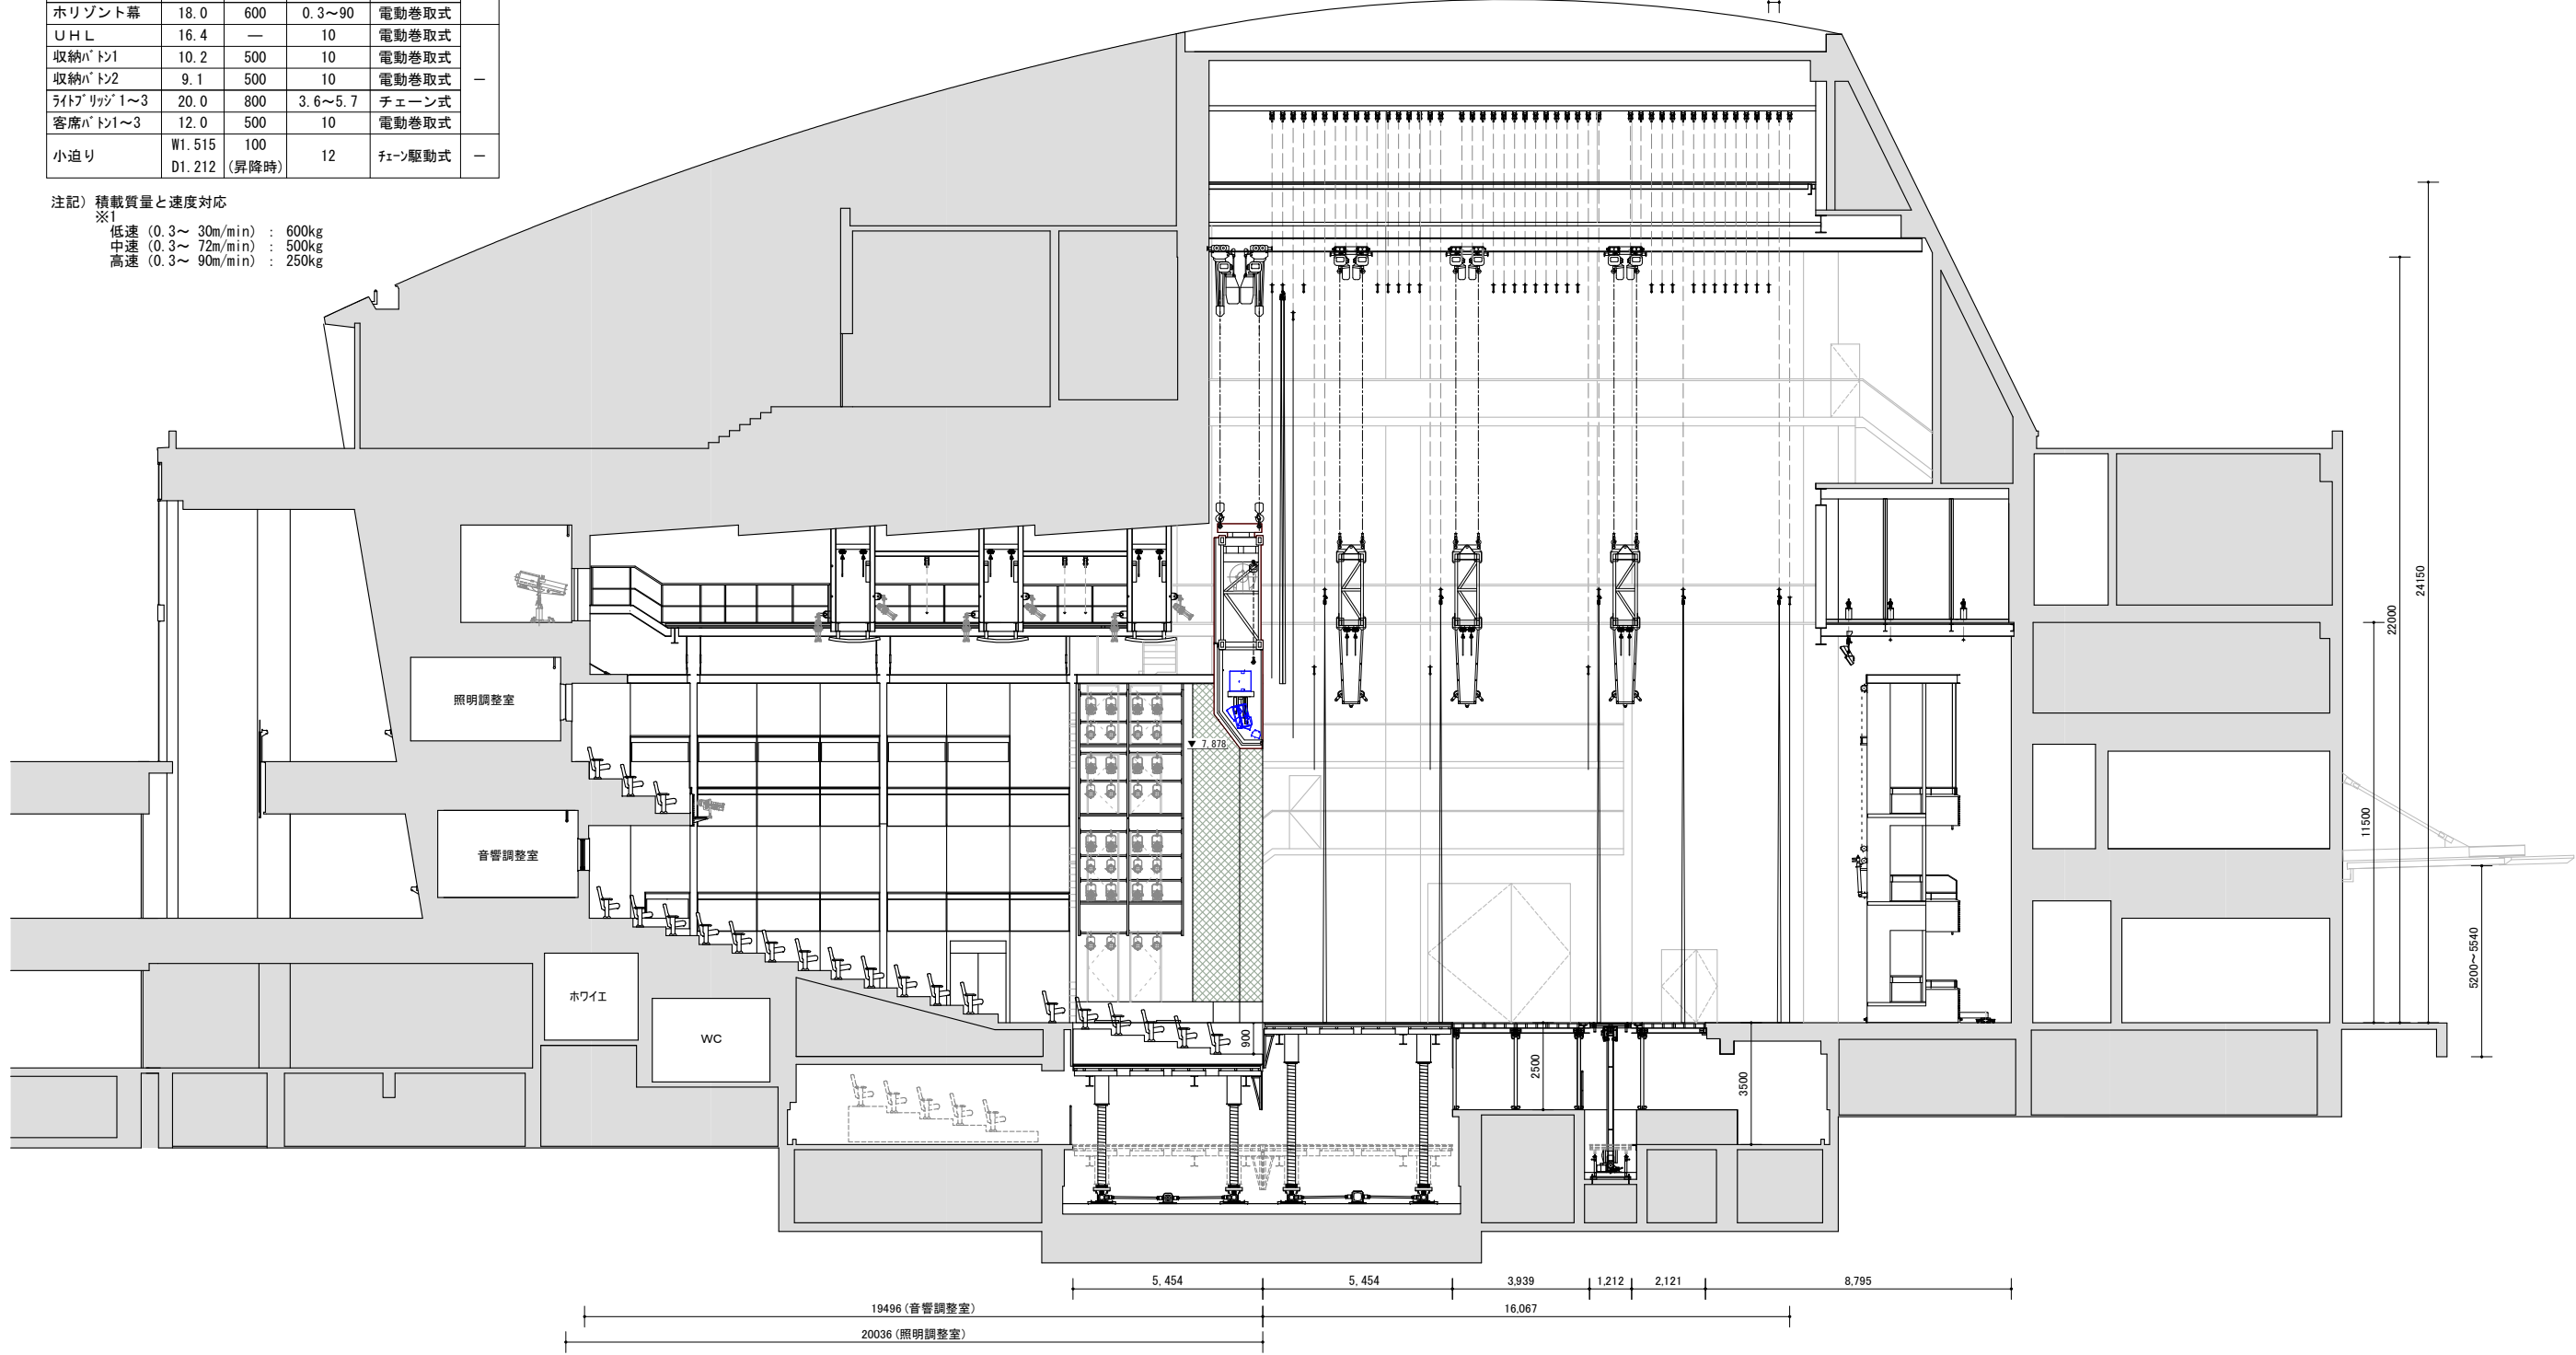 ホリゾント幕 18.0 600 0.3～90 電動巻取式
ＵＨＬ 16.4 ― 10 電動巻取式
収納ﾊﾞﾄﾝ1 10.2 500 10 電動巻取式
収納ﾊﾞﾄﾝ2 9.1 500 10 電動巻取式 －
ﾗｲﾄﾌﾞﾘｯｼﾞ1～3 20.0 800 3.6～5.7 チェーン式
客席ﾊﾞﾄﾝ1～3 12.0 500 10 電動巻取式
小迫り W1.515 100 12 ﾁｪｰﾝ駆動式 －
D1.212 (昇降時)
注記）積載質量と速度対応
※1
低速（0.3～ 30m/min）： 600kg
中速（0.3～ 72m/min）： 500kg
高速（0.3～ 90m/min）： 250kg
24150
22000
照明調整室
▼ 7,878
11500
音響調整室
5200～5540
ホワイエ
WC
900
2500
3500
5,454 5,454 3,939 1,212 2,121 8,795
19496（音響調整室） 16,067
20036（照明調整室）